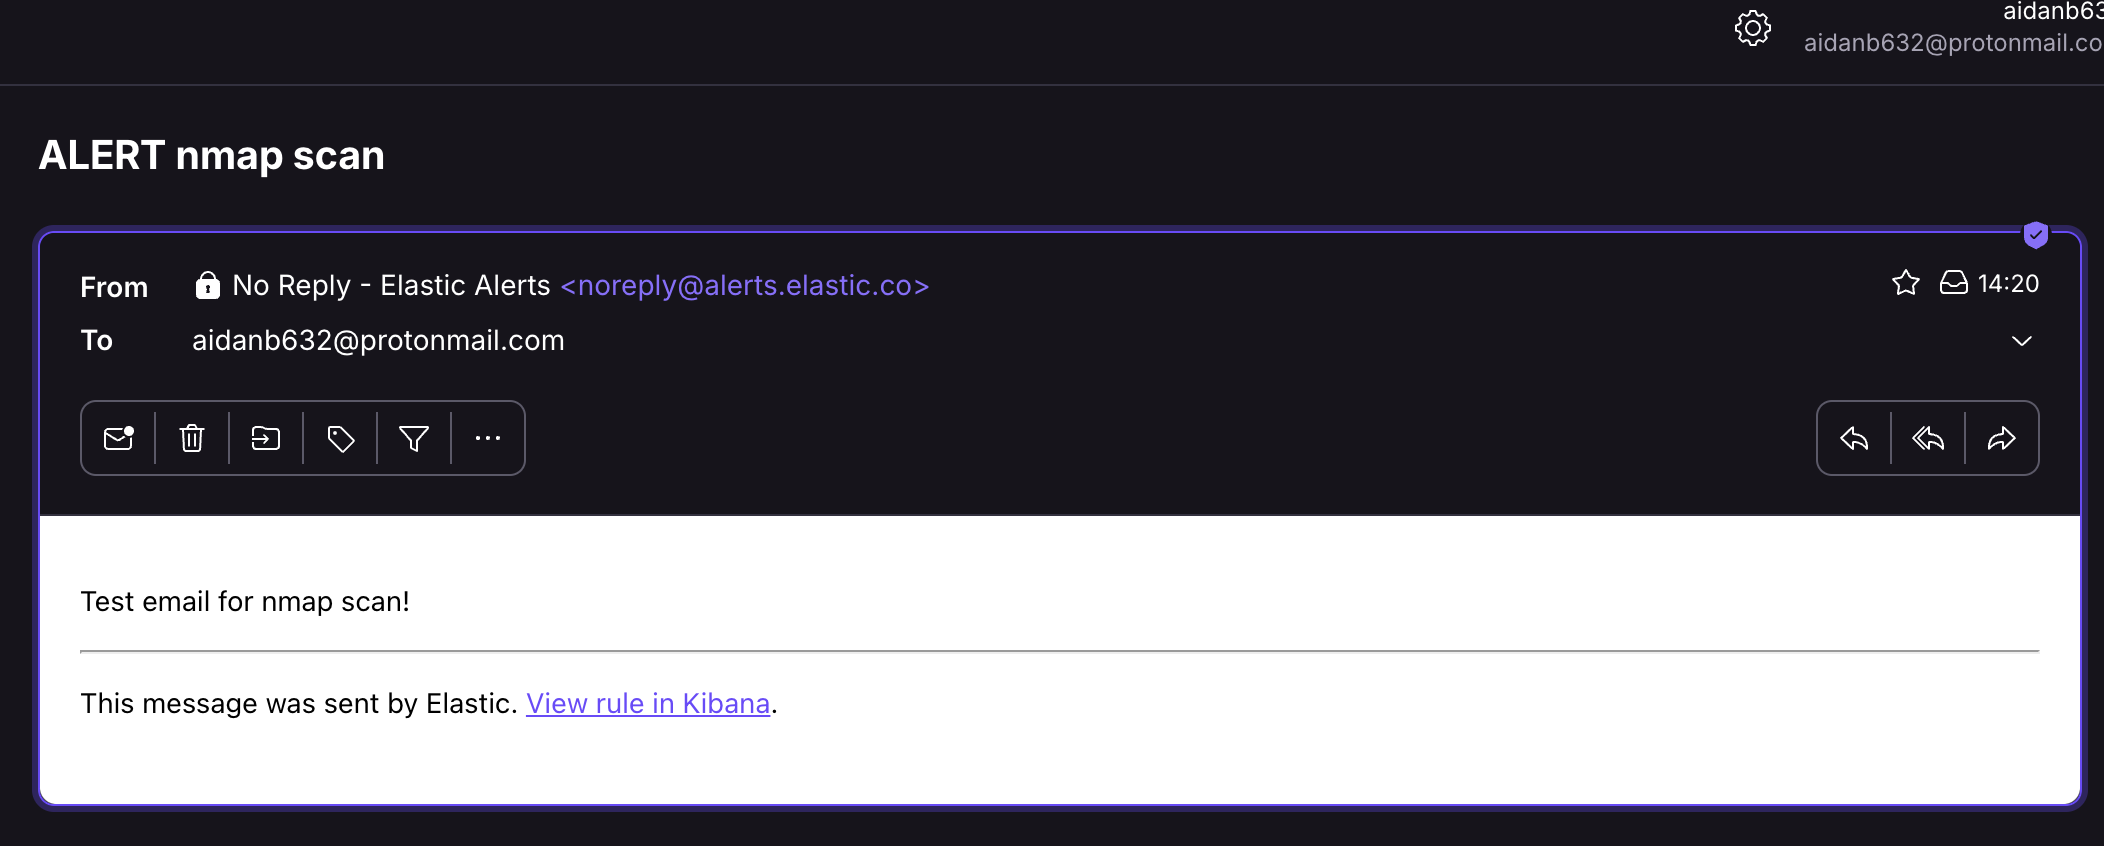 aidanb63
aidanb632@protonmail.co
ALERT nmap scan
From No Reply - Elastic Alerts <noreply@alerts.elastic.co> 14:20
To aidanb632@protonmail.com
Test email for nmap scan!
This message was sent by Elastic. View rule in Kibana.